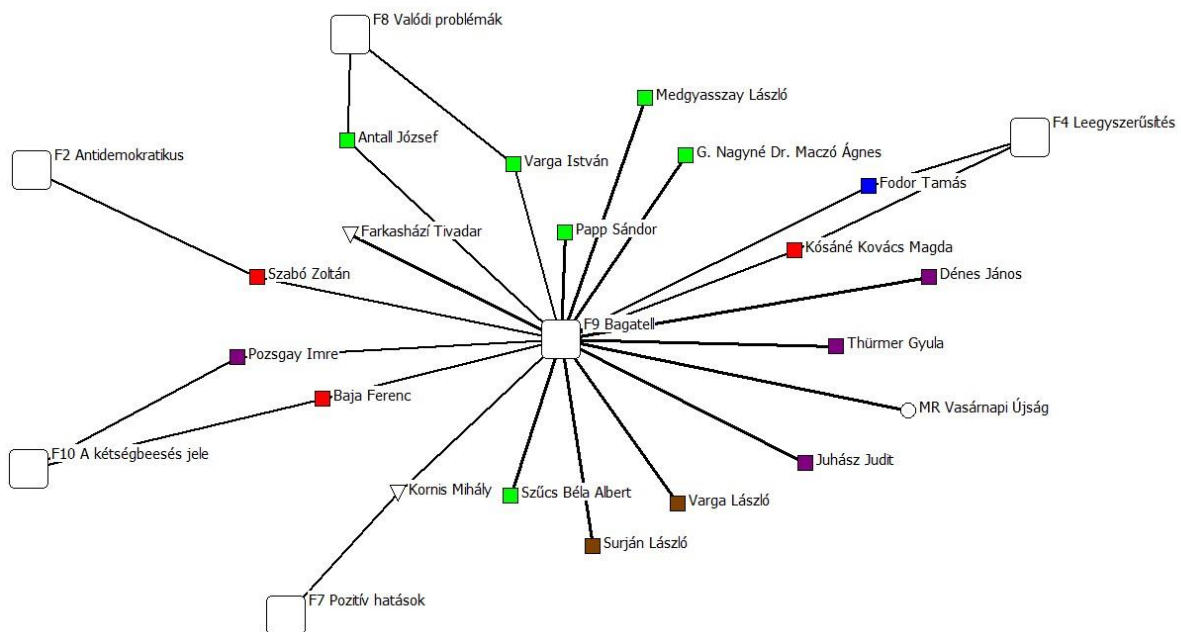 F8 Valódi problémák
Medgyasszay László
F4 Leegyszerűsítés
Antall József
F2 Antidemokratikus
Varga István
G. Nagyné Dr. Maczó Ágnes
Fodor Tamás
Farkashází Tivadar
Papp Sándor
Kósáné Kovács Magda
Szabó Zoltán
Dénes János
F9 Bagatell
Thürmer Gyula
Pozsgay Imre
Baja Ferenc
MR Vasárnapi Újság
F10 A kétségbeesés jele
Juhász Judit
Kornis Mihály
Szűcs Béla Albert
Varga László
Surján László
F7 Pozitív hatások